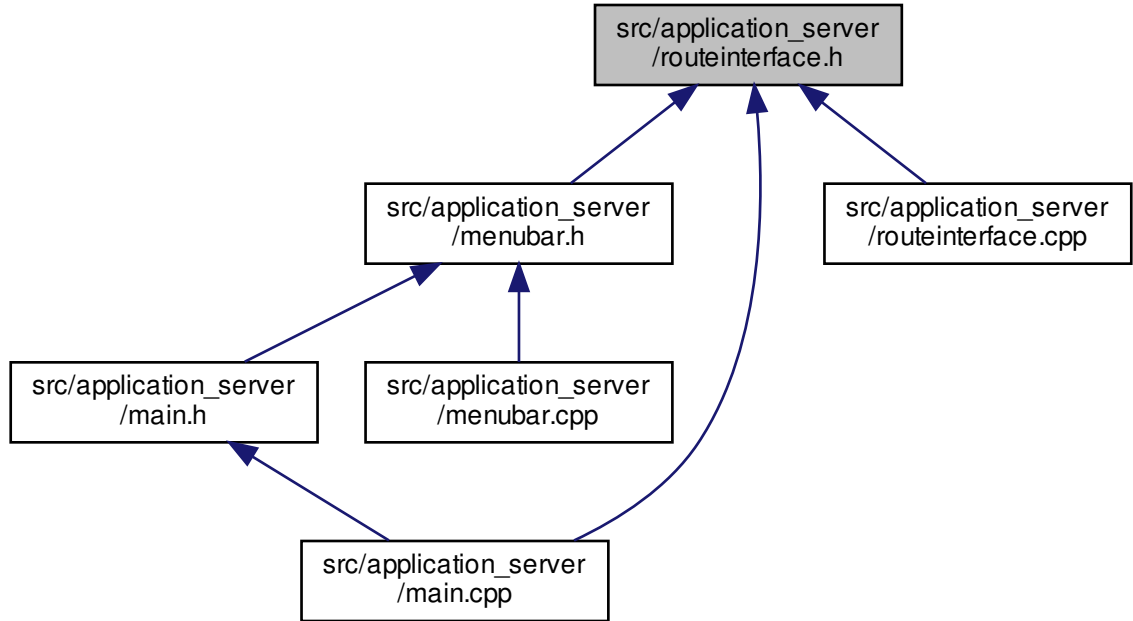 src/application_server
/routeinterface.h
src/application_server
/menubar.h
src/application_server
/routeinterface.cpp
src/application_server
/main.h
src/application_server
/menubar.cpp
src/application_server
/main.cpp